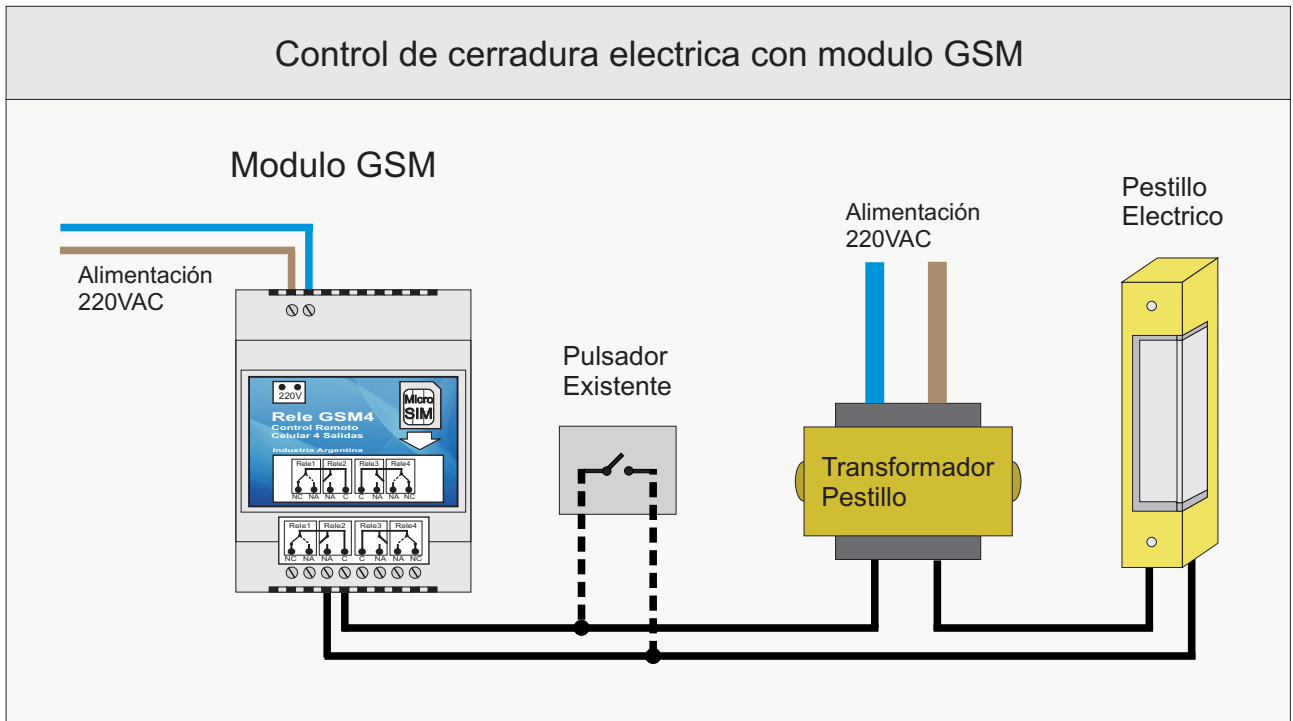 Control de cerradura electrica con modulo GSM
Modulo GSM
Alimentación
220VAC
220V
Micro
SIM
Rele GSM4
Control Remoto
Celular 4 Salidas
Industria Argentina
Rele1 Rele2 Rele3 Rele4
NC NA NA C C NA NA NC
Rele1 Rele2 Rele3 Rele4
NC NA NA C C NA NA NC
Pulsador
Existente
Alimentación
220VAC
Transformador
Pestillo
Pestillo
Electrico